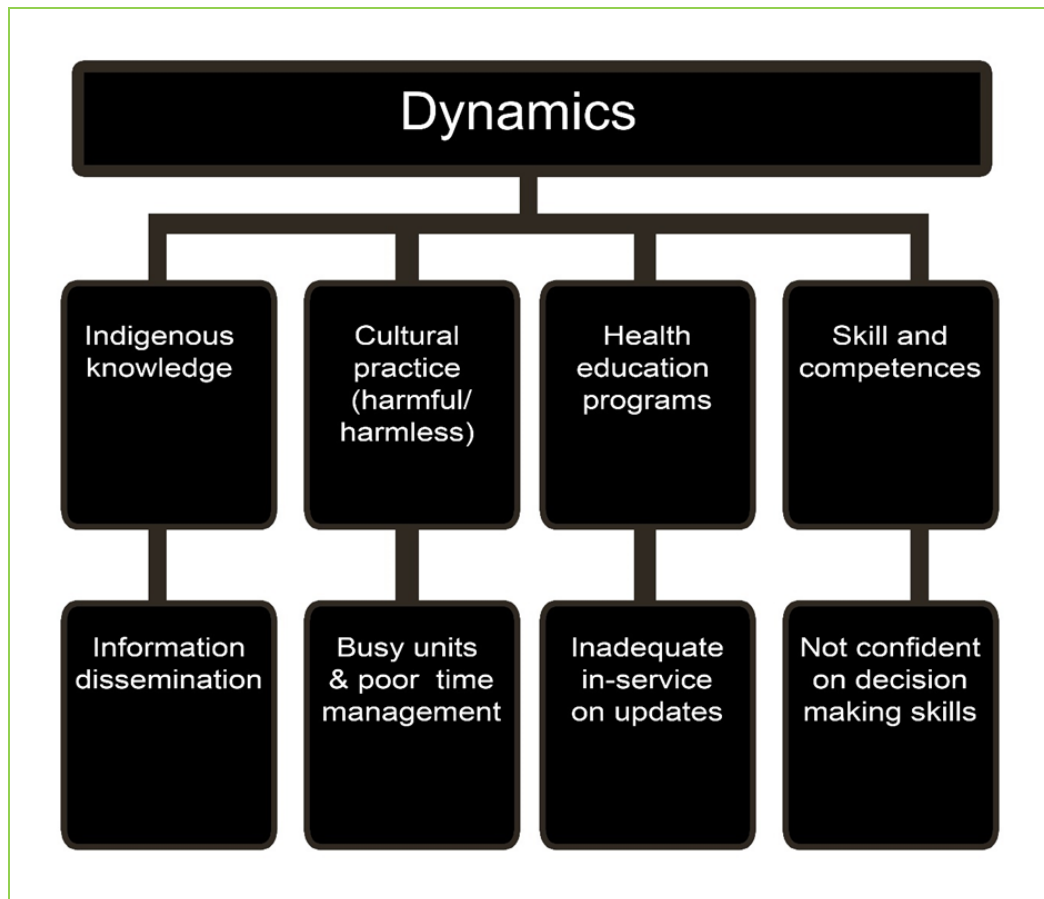 Dynamics
Indigenous
knowledge
Cultural
practice
(harmful/
harmless)
Health
education
programs
Skill and
competences
Information
dissemination
Busy units
& poor time
management
Inadequate
in-service
on updates
Not confident
on decision
making skills